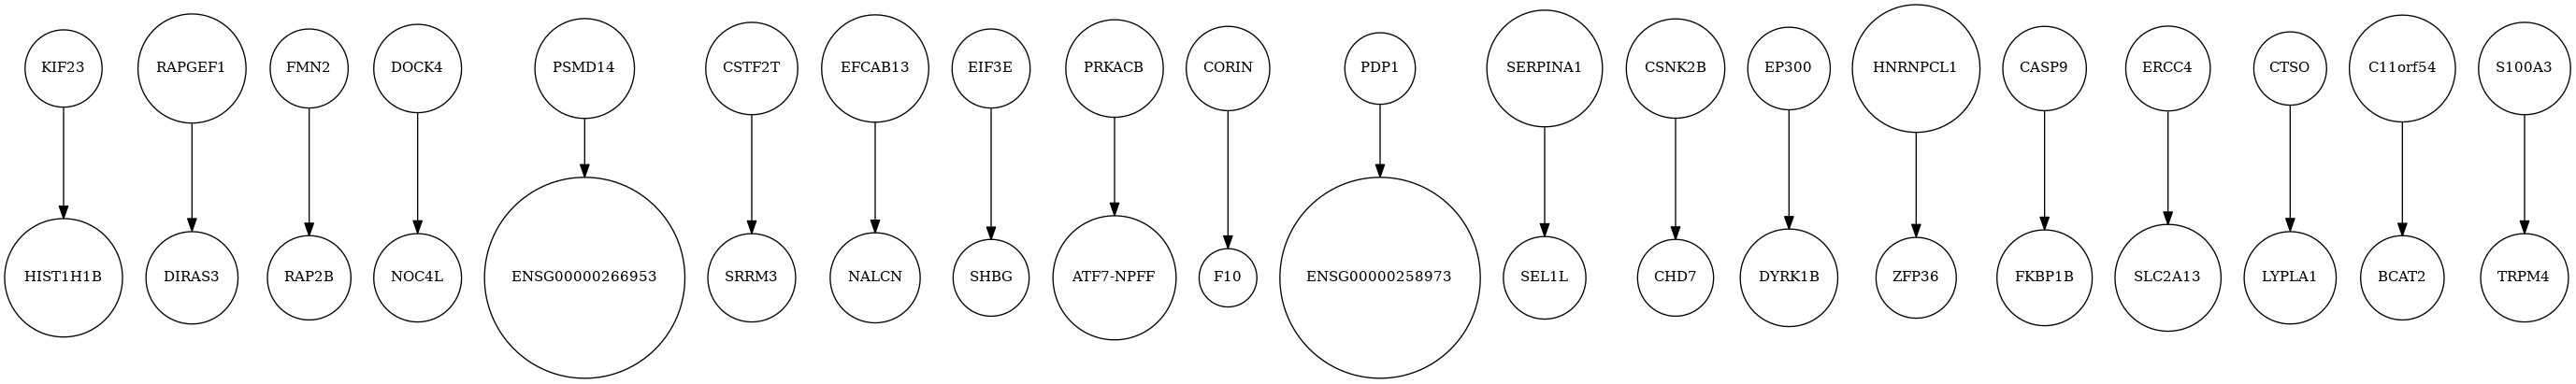 KIF23 RAPGEF1 FMN2 DOCK4 PSMD14 CSTF2T EFCAB13 EIF3E PRKACB CORIN PDP1 SERPINA1 CSNK2B EP300 HNRNPCL1 CASP9 ERCC4 CTSO C11orf54 S100A3
HIST1H1B DIRAS3 RAP2B NOC4L ENSG00000266953 SRRM3 NALCN SHBG ATF7-NPFF F10 ENSG00000258973 SEL1L CHD7 DYRK1B ZFP36 FKBP1B SLC2A13 LYPLA1 BCAT2 TRPM4